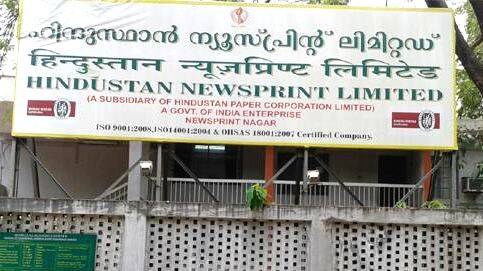 ഹിന്ദുസ്ഥാൻ ന്യൂസ്പ്രിന്റ് ലിമിറ്റഡ്
हिन्दुस्तान न्यूज़प्रिण्ट लिमिटेड
HINDUSTAN NEWSPRINT LIMITED
(A SUBSIDIARY OF HINDUSTAN PAPER CORPORATION LIMITED)
A GOVT. OF INDIA ENTERPRISE
NEWSPRINT NAGAR
ISO 9001:2008,ISO14001:2004 & OHSAS 18001:2007 Certified Company.